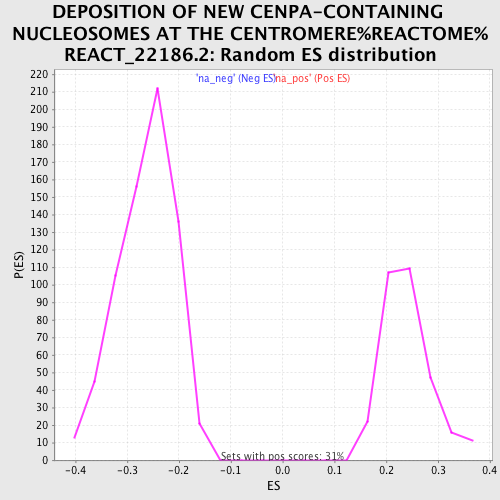 DEPOSITION OF NEW CENPA-CONTAINING
NUCLEOSOMES AT THE CENTROMERE%REACTOME%
REACT_22186.2: Random ES distribution
'na_neg' (Neg ES)na_pos' (Pos ES)
220
210
200
190
180
170
160
150
140
130
120
110
100
90
80
70
60
50
40
30
20
10
0
P(ES)
Sets with pos scores: 31%
-0.4 -0.3 -0.2 -0.1 0.0 0.1 0.2 0.3 0.4
ES